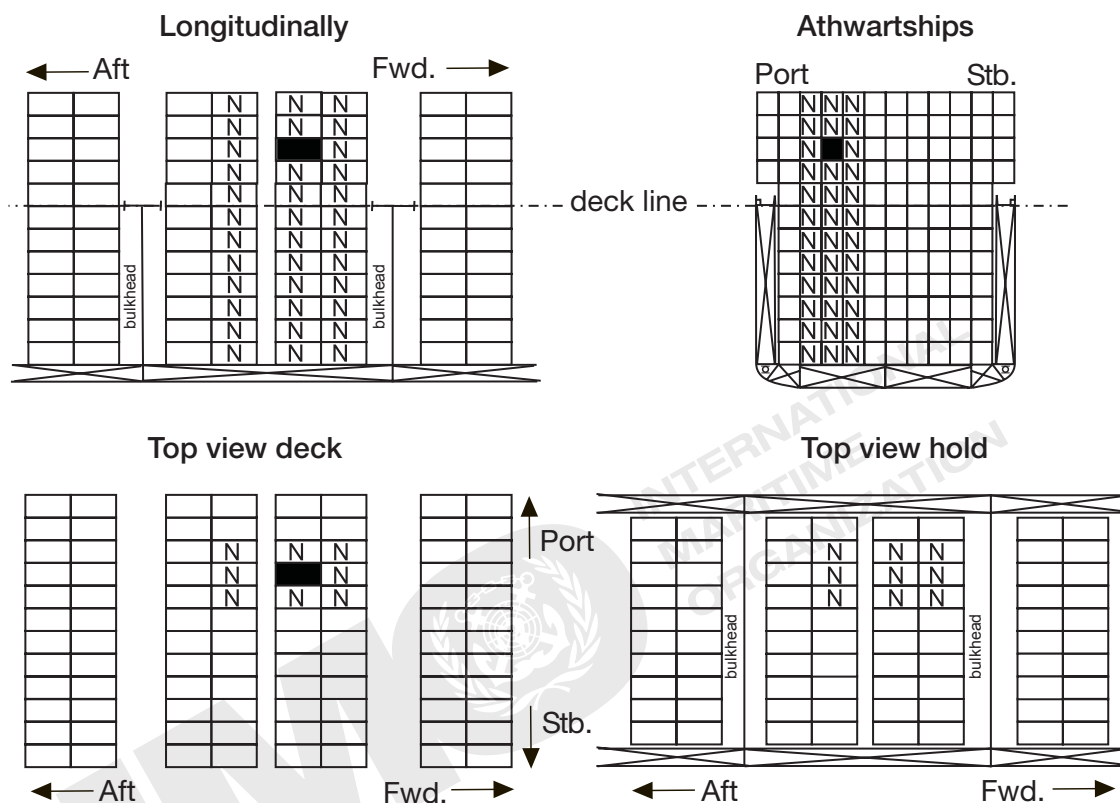 Longitudinally
Aft
Fwd.
N N N
N N N
N N
N N N
N N N
N N N
N N N
N N N
N N N
N N N
N N N
N N N
bulkhead
bulkhead
deck line
Athwartships
Port
Stb.
N N N
N N N
N N
N N N
N N N
N N N
N N N
N N N
N N N
N N N
N N N
N N N
Top view deck
Port
N N N
N N
N N N
Stb.
Aft
Fwd.
Top view hold
N N N
N N N
N N N
bulkhead
bulkhead
Aft
Fwd.
INTERNATIONAL
MARITIME
ORGANIZATION